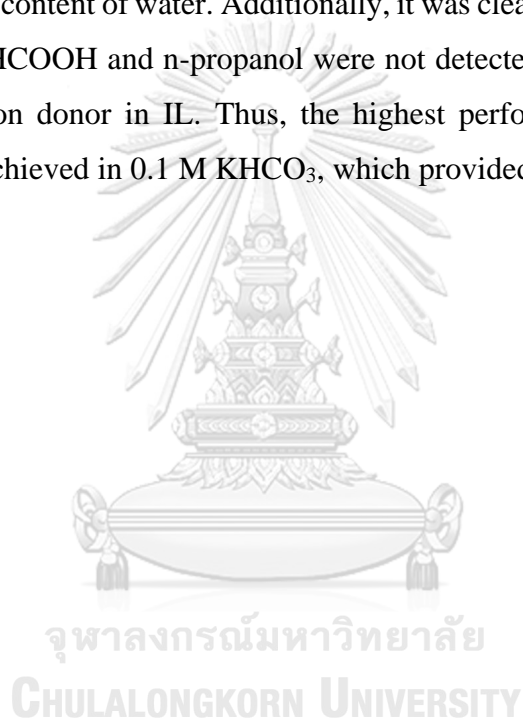 content of water. Additionally, it was clea
HCOOH and n-propanol were not detecte
on donor in IL. Thus, the highest perfo
chieved in 0.1 M KHCO₃, which provided
จุฬาลงกรณ์มหาวิทยาลัย
CHULALONGKORN UNIVERSITY